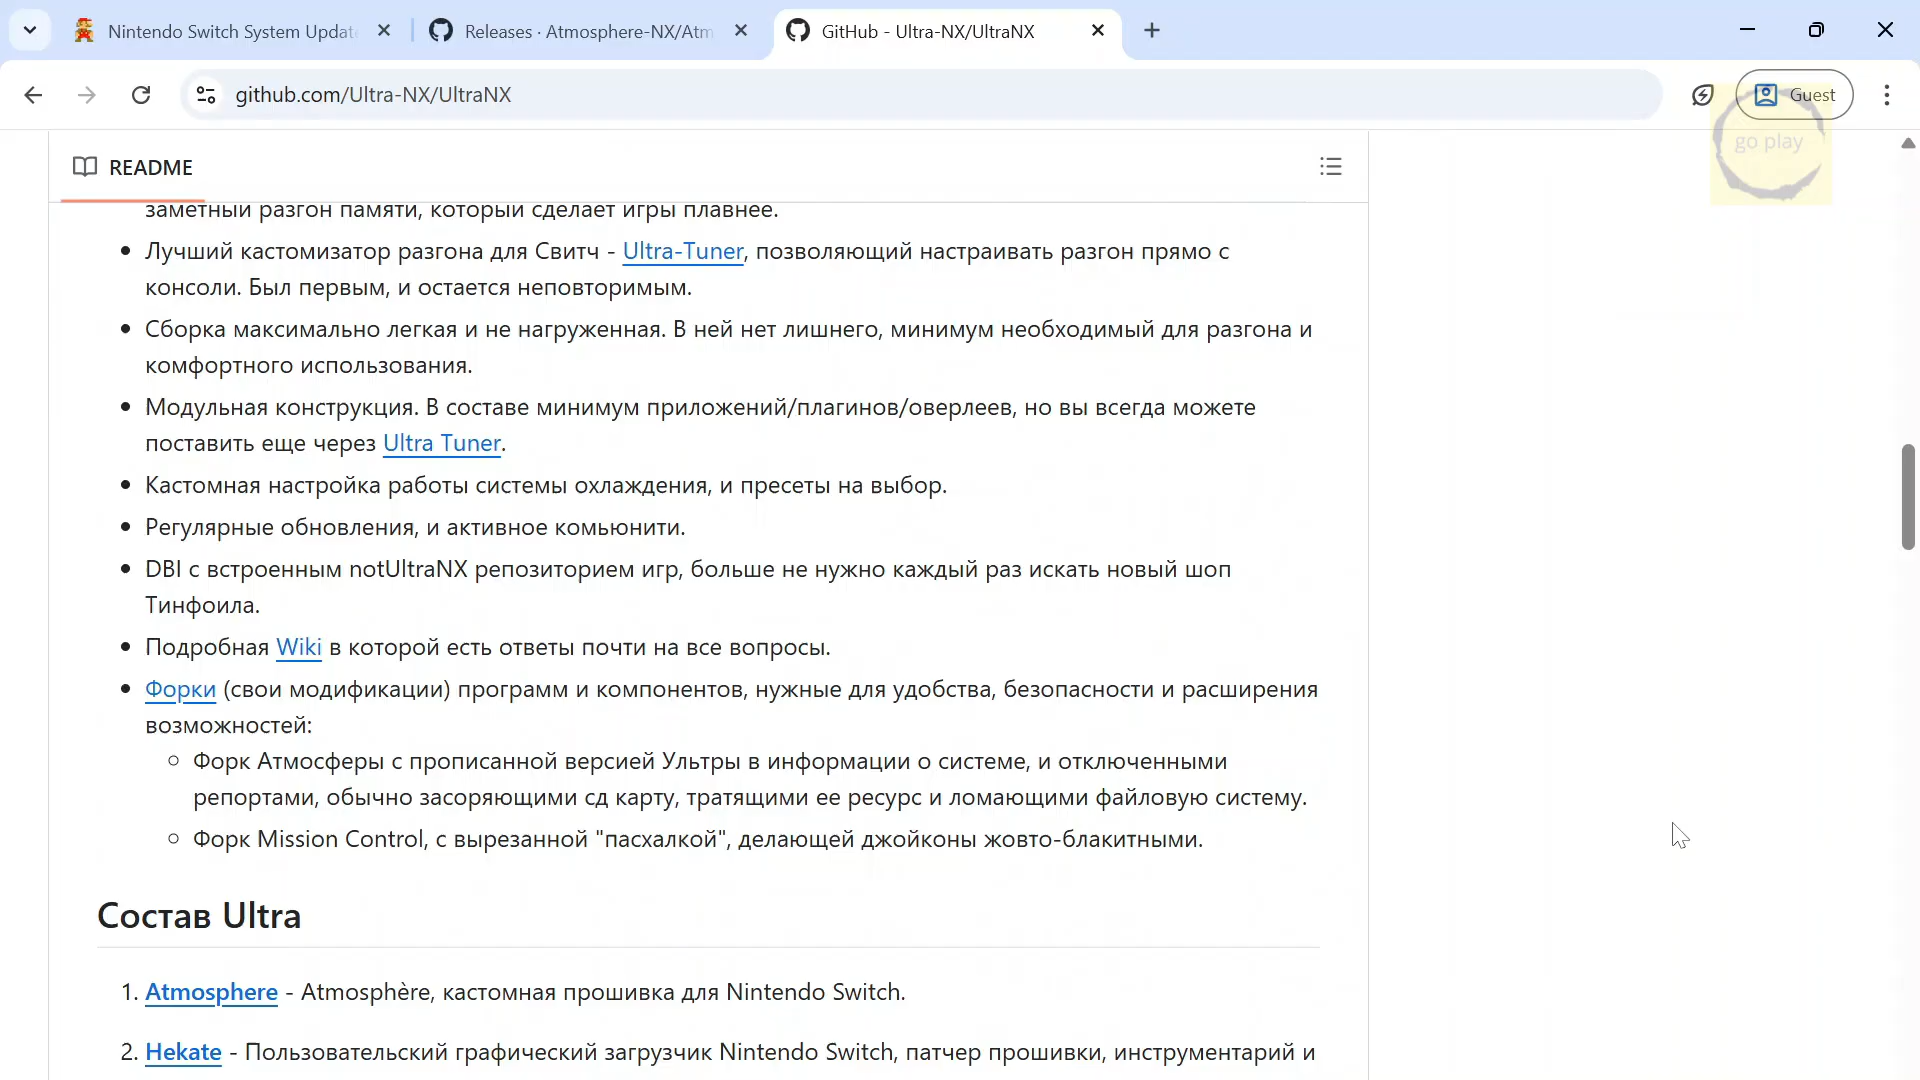 Nintendo Switch System Updat
Releases · Atmosphere-NX/Atm
GitHub - Ultra-NX/UltraNX
github.com/Ultra-NX/UltraNX
Guest
go play
README
заметный разгон памяти, который сделает игры плавнее.
Лучший кастомизатор разгона для Свитч - Ultra-Tuner, позволяющий настраивать разгон прямо с
консоли. Был первым, и остается неповторимым.
Сборка максимально легкая и не нагруженная. В ней нет лишнего, минимум необходимый для разгона и
комфортного использования.
Модульная конструкция. В составе минимум приложений/плагинов/оверлеев, но вы всегда можете
поставить еще через Ultra Tuner.
Кастомная настройка работы системы охлаждения, и пресеты на выбор.
Регулярные обновления, и активное комьюнити.
DBI с встроенным notUltraNX репозиторием игр, больше не нужно каждый раз искать новый шоп
Тинфоила.
Подробная Wiki в которой есть ответы почти на все вопросы.
Форки (свои модификации) программ и компонентов, нужные для удобства, безопасности и расширения
возможностей:
Форк Атмосферы с прописанной версией Ультры в информации о системе, и отключенными
репортами, обычно засоряющими сд карту, тратящими ее ресурс и ломающими файловую систему.
Форк Mission Control, с вырезанной "пасхалкой", делающей джойконы жовто-блакитными.
Состав Ultra
1. Atmosphere - Atmosphère, кастомная прошивка для Nintendo Switch.
2. Hekate - Пользовательский графический загрузчик Nintendo Switch, патчер прошивки, инструментарий и